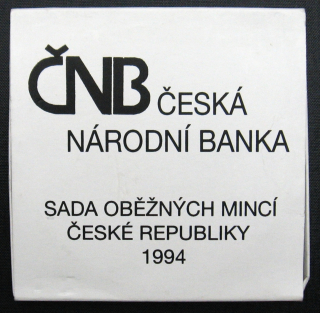 ČNB ČESKÁ
NÁRODNÍ BANKA
SADA OBĚŽNÝCH MINCÍ
ČESKÉ REPUBLIKY
1994